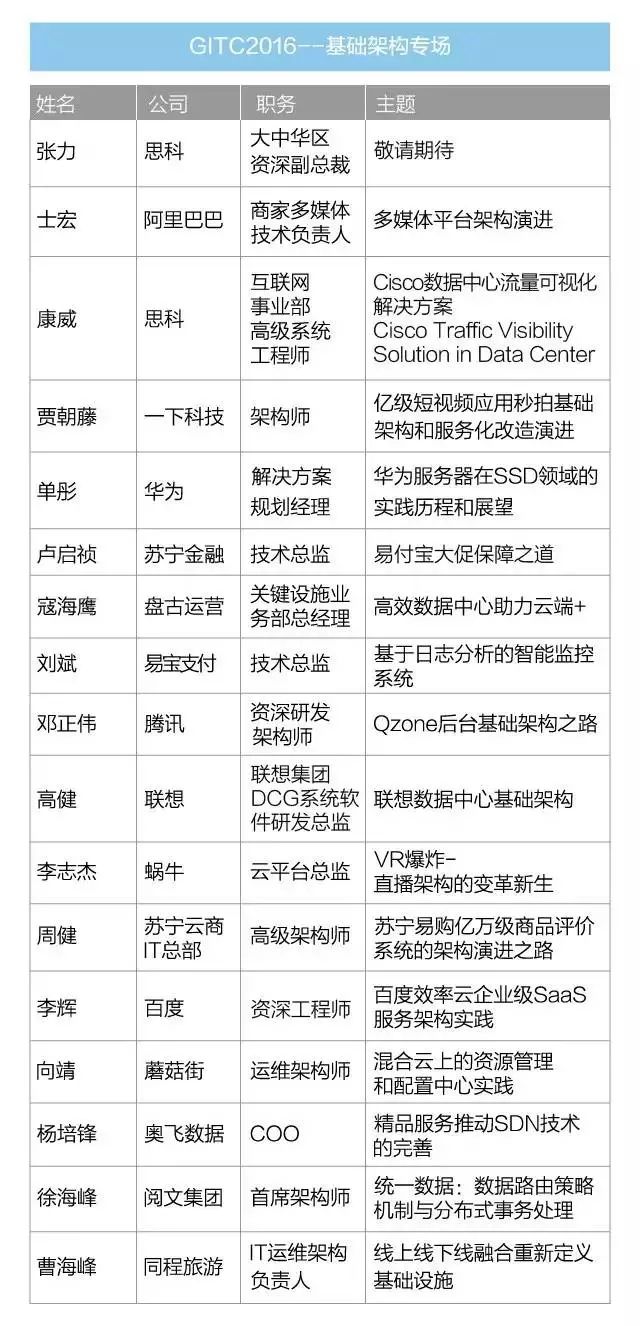 GITC2016--基础架构专场
姓名 公司 职务 主题
张力 思科 大中华区
资深副总裁 敬请期待
士宏 阿里巴巴 商家多媒体
技术负责人 多媒体平台架构演进
康威 思科 互联网
事业部
高级系统
工程师 Cisco数据中心流量可视化
解决方案
Cisco Traffic Visibility
Solution in Data Center
贾朝藤 一下科技 架构师 亿级短视频应用秒拍基础
架构和服务化改造演进
单彤 华为 解决方案
规划经理 华为服务器在SSD领域的
实践历程和展望
卢启祯 苏宁金融 技术总监 易付宝大促保障之道
寇海鹰 盘古运营 关键设施业
务部总经理 高效数据中心助力云端+
刘斌 易宝支付 技术总监 基于日志分析的智能监控
系统
邓正伟 腾讯 资深研发
架构师 Qzone后台基础架构之路
高健 联想 联想集团
DCG系统软
件研发总监 联想数据中心基础架构
李志杰 蜗牛 云平台总监 VR爆炸-
直播架构的变革新生
周健 苏宁云商
IT总部 高级架构师 苏宁易购亿万级商品评价
系统的架构演进之路
李辉 百度 资深工程师 百度效率云企业级SaaS
服务架构实践
向靖 蘑菇街 运维架构师 混合云上的资源管理
和配置中心实践
杨培锋 奥飞数据 COO 精品服务推动SDN技术
的完善
徐海峰 阅文集团 首席架构师 统一数据：数据路由策略
机制与分布式事务处理
曹海峰 同程旅游 IT运维架构
负责人 线上线下线融合重新定义
基础设施